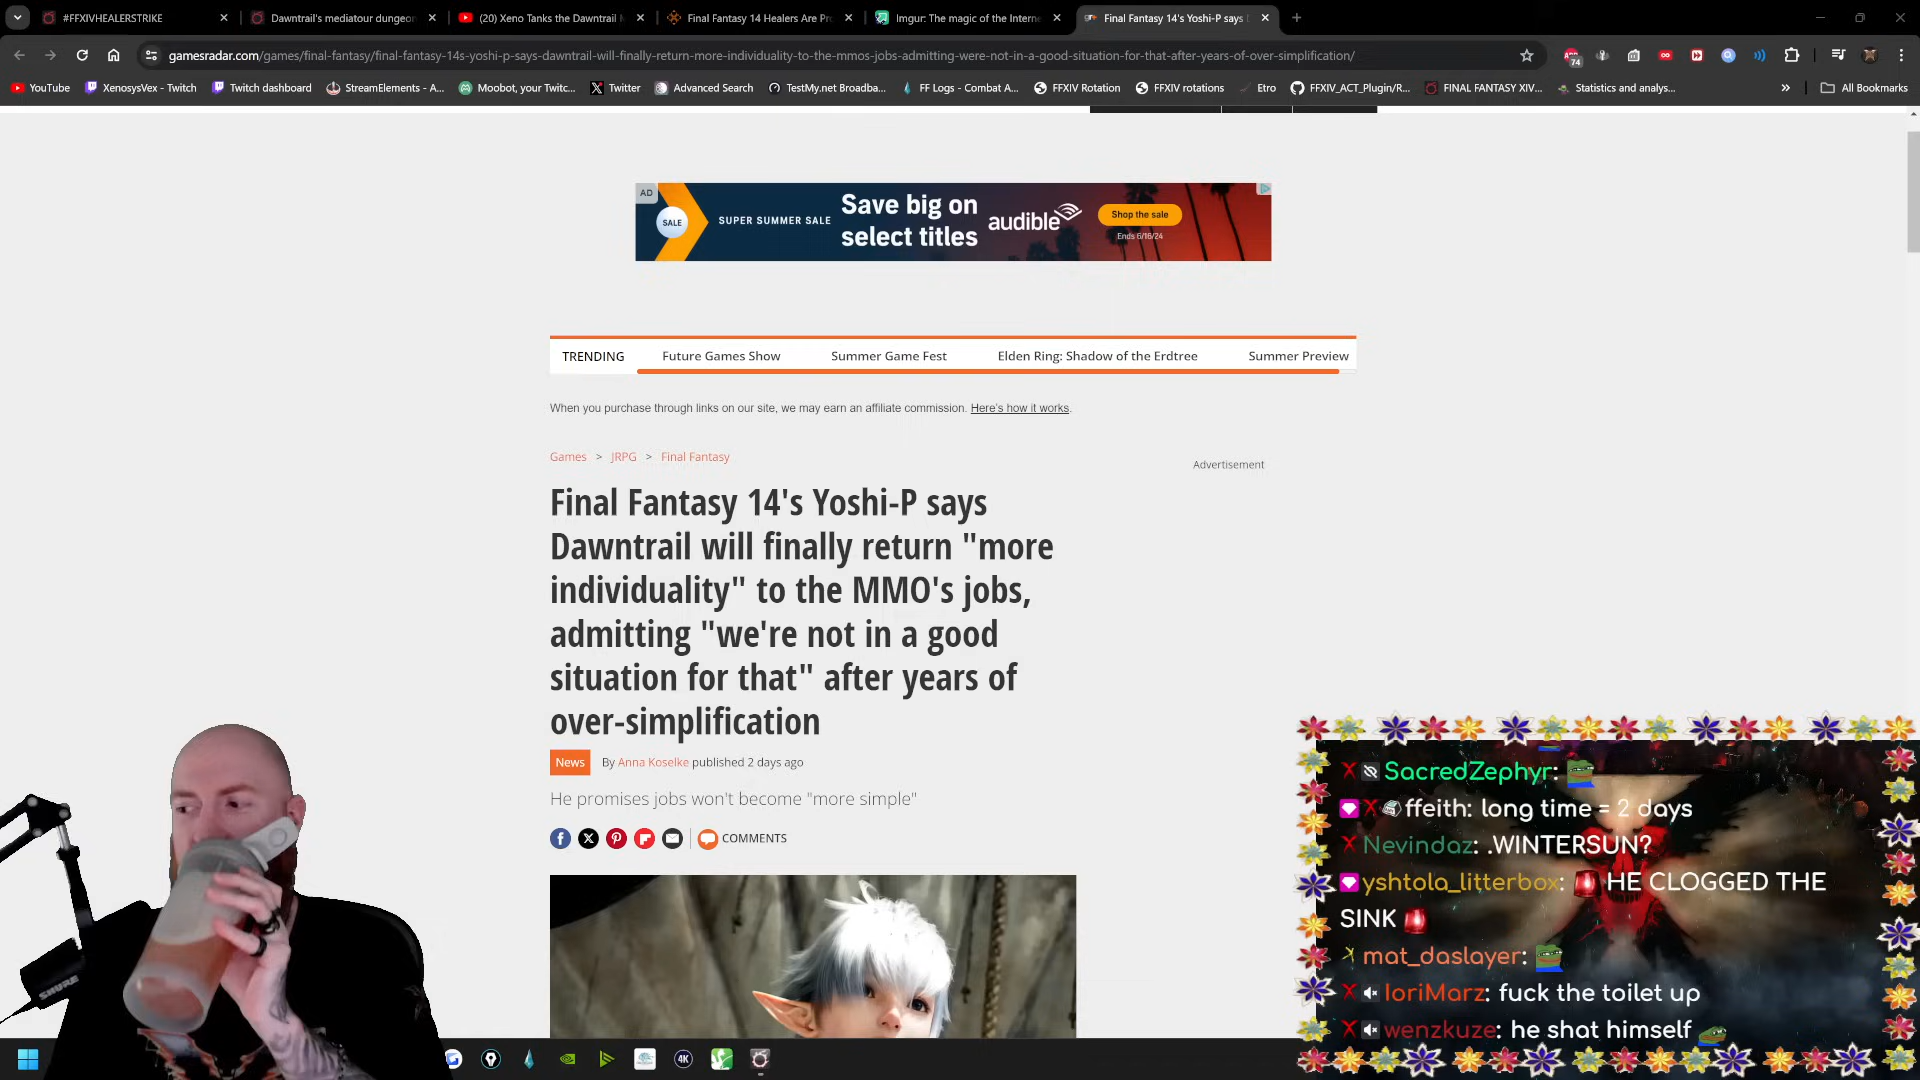 #FFXIVHEALERSTRIKE
Dawntrail's mediatour dungeon
(20) Xeno Tanks the Dawntrail
Final Fantasy 14 Healers Are Pr
Imgur: The magic of the Interne
Final Fantasy 14's Yoshi-P says
gamesradar.com/games/final-fantasy/final-fantasy-14s-yoshi-p-says-dawntrail-will-finally-return-more-individuality-to-the-mmos-jobs-admitting-were-not-in-a-good-situation-for-that-after-years-of-over-simplification/
74
YouTube
XenosysVex - Twitch
Twitch dashboard
StreamElements - A...
Moobot, your Twitc...
Twitter
Advanced Search
TestMy.net Broadba...
FF Logs - Combat A...
FFXIV Rotation
FFXIV rotations
Etro
FFXIV_ACT_Plugin/R...
FINAL FANTASY XIV...
Statistics and analys...
»
All Bookmarks
AD
SALE
SUPER SUMMER SALE
Save big on
select titles
audible
Shop the sale
Ends 6/16/24
TRENDING
Future Games Show
Summer Game Fest
Elden Ring: Shadow of the Erdtree
Summer Preview
When you purchase through links on our site, we may earn an affiliate commission. Here's how it works.
Games > JRPG > Final Fantasy
Advertisement
Final Fantasy 14's Yoshi-P says
Dawntrail will finally return "more
individuality" to the MMO's jobs,
admitting "we're not in a good
situation for that" after years of
over-simplification
News By Anna Koselke published 2 days ago
He promises jobs won't become "more simple"
COMMENTS
SacredZephyr:
ffeith: long time = 2 days
Nevindaz: .WINTERSUN?
yshtola_litterbox: HE CLOGGED THE
SINK
mat_daslayer:
IoriMarz: fuck the toilet up
wenzkuze: he shat himself
SHURE
4K